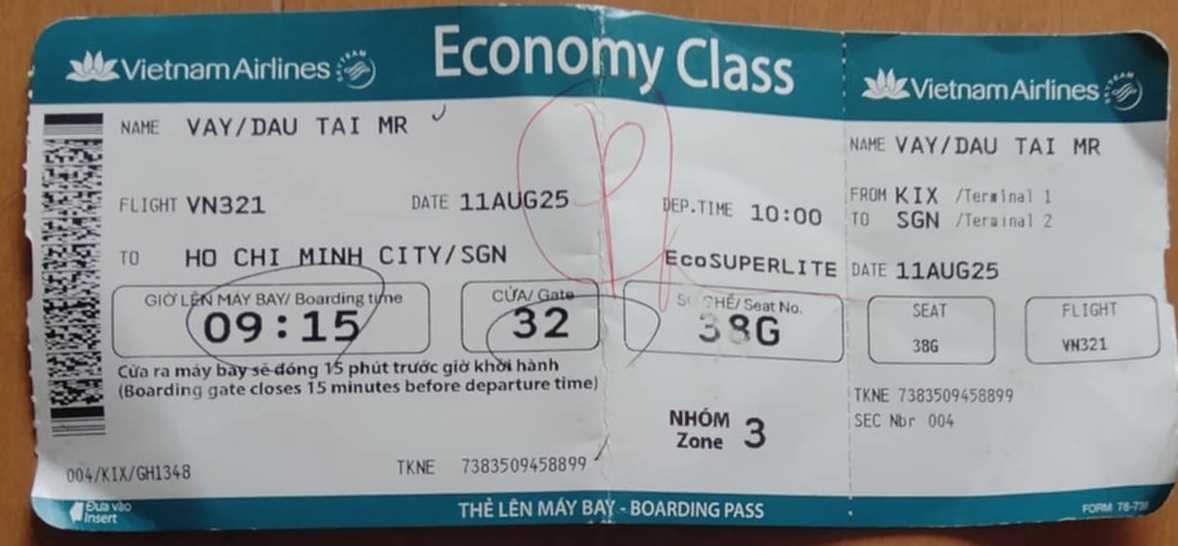 Vietnam Airlines SKYTEAM
Economy Class
NAME VAY/DAU TAI MR
FLIGHT VN321 DATE 11AUG25 DEP.TIME 10:00
TO HO CHI MINH CITY/SGN EcoSUPERLITE
GIỜ LÊN MÁY BAY/ Boarding time
09:15
CỬA/ Gate
32
SỐ GHẾ/ Seat No.
38G
Cửa ra máy bay sẽ đóng 15 phút trước giờ khởi hành
(Boarding gate closes 15 minutes before departure time)
NHÓM
Zone 3
004/KIX/GH1348 TKNE 7383509458899
Đưa vào
Insert
THẺ LÊN MÁY BAY - BOARDING PASS
Vietnam Airlines SKYTEAM
NAME VAY/DAU TAI MR
FROM KIX /Terminal 1
TO SGN /Terminal 2
DATE 11AUG25
SEAT
38G
FLIGHT
VN321
TKNE 7383509458899
SEC Nbr 004